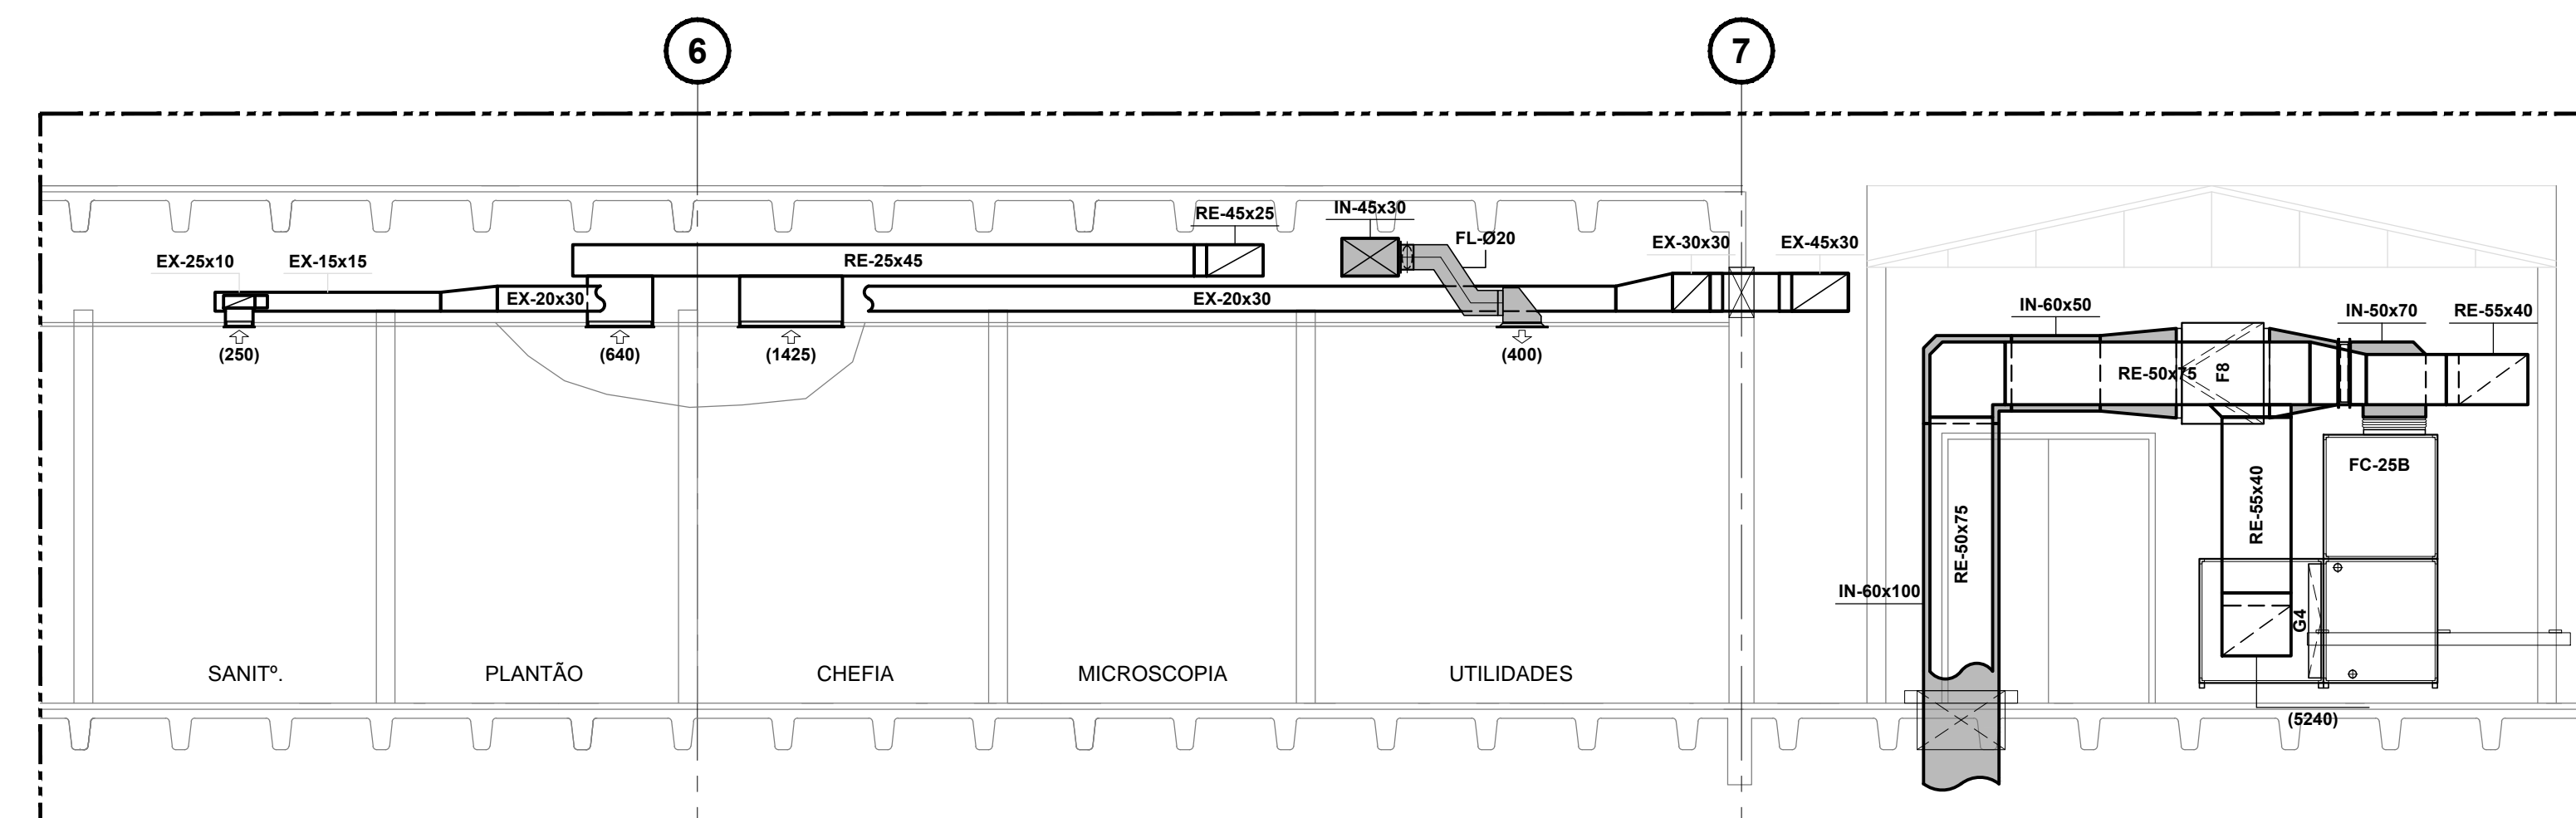 6
7
RE-45x25
IN-45x30
FL-Ø20
EX-30x30
EX-45x30
EX-25x10
EX-15x15
RE-25x45
EX-20x30
EX-20x30
IN-60x50
IN-50x70
RE-55x40
(250)
(640)
(1425)
(400)
RE-50x75
F8
FC-25B
RE-55x40
RE-50x75
IN-60x100
G4
SANITº.
PLANTÃO
CHEFIA
MICROSCOPIA
UTILIDADES
(5240)